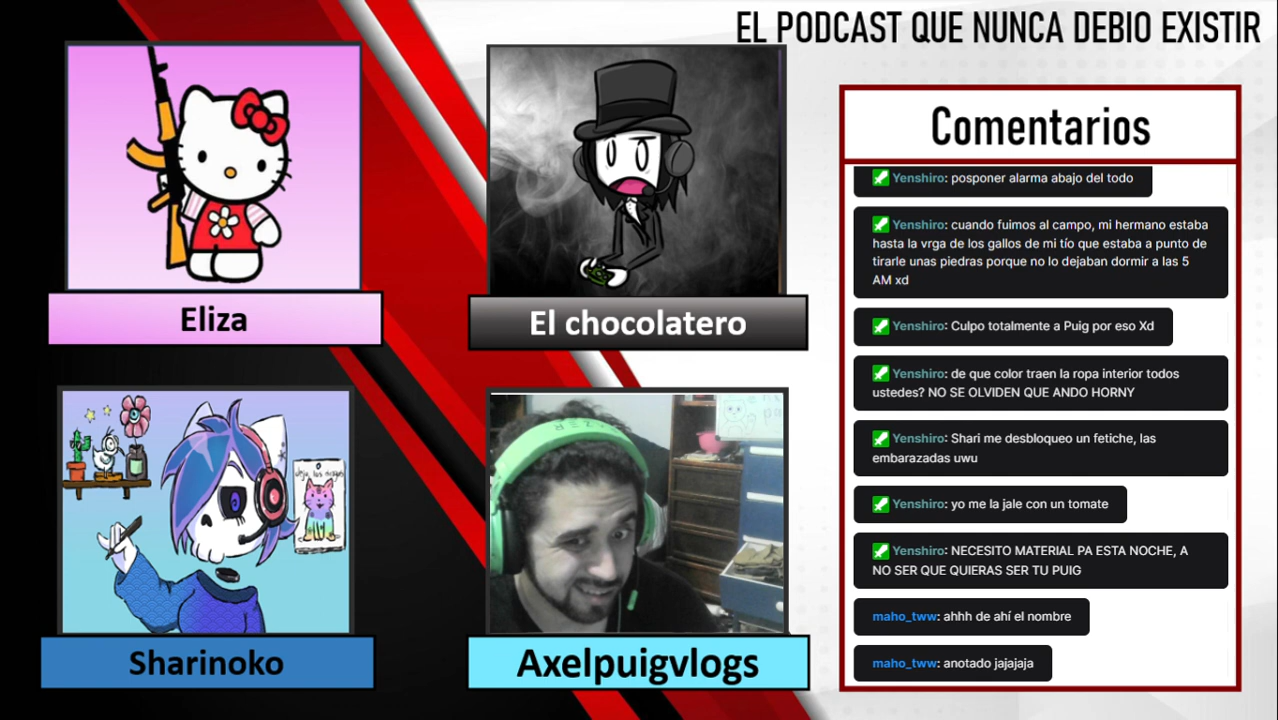 EL PODCAST QUE NUNCA DEBIO EXISTIR
Eliza
El chocolatero
Sharinoko
Axelpuigvlogs
Comentarios
Yenshiro: posponer alarma abajo del todo
Yenshiro: cuando fuimos al campo, mi hermano estaba
hasta la vrga de los gallos de mi tío que estaba a punto de
tirarle unas piedras porque no lo dejaban dormir a las 5
AM xd
Yenshiro: Culpo totalmente a Puig por eso Xd
Yenshiro: de que color traen la ropa interior todos
ustedes? NO SE OLVIDEN QUE ANDO HORNY
Yenshiro: Shari me desbloqueo un fetiche, las
embarazadas uwu
Yenshiro: yo me la jale con un tomate
Yenshiro: NECESITO MATERIAL PA ESTA NOCHE, A
NO SER QUE QUIERAS SER TU PUIG
maho_tww: ahhh de ahí el nombre
maho_tww: anotado jajajaja